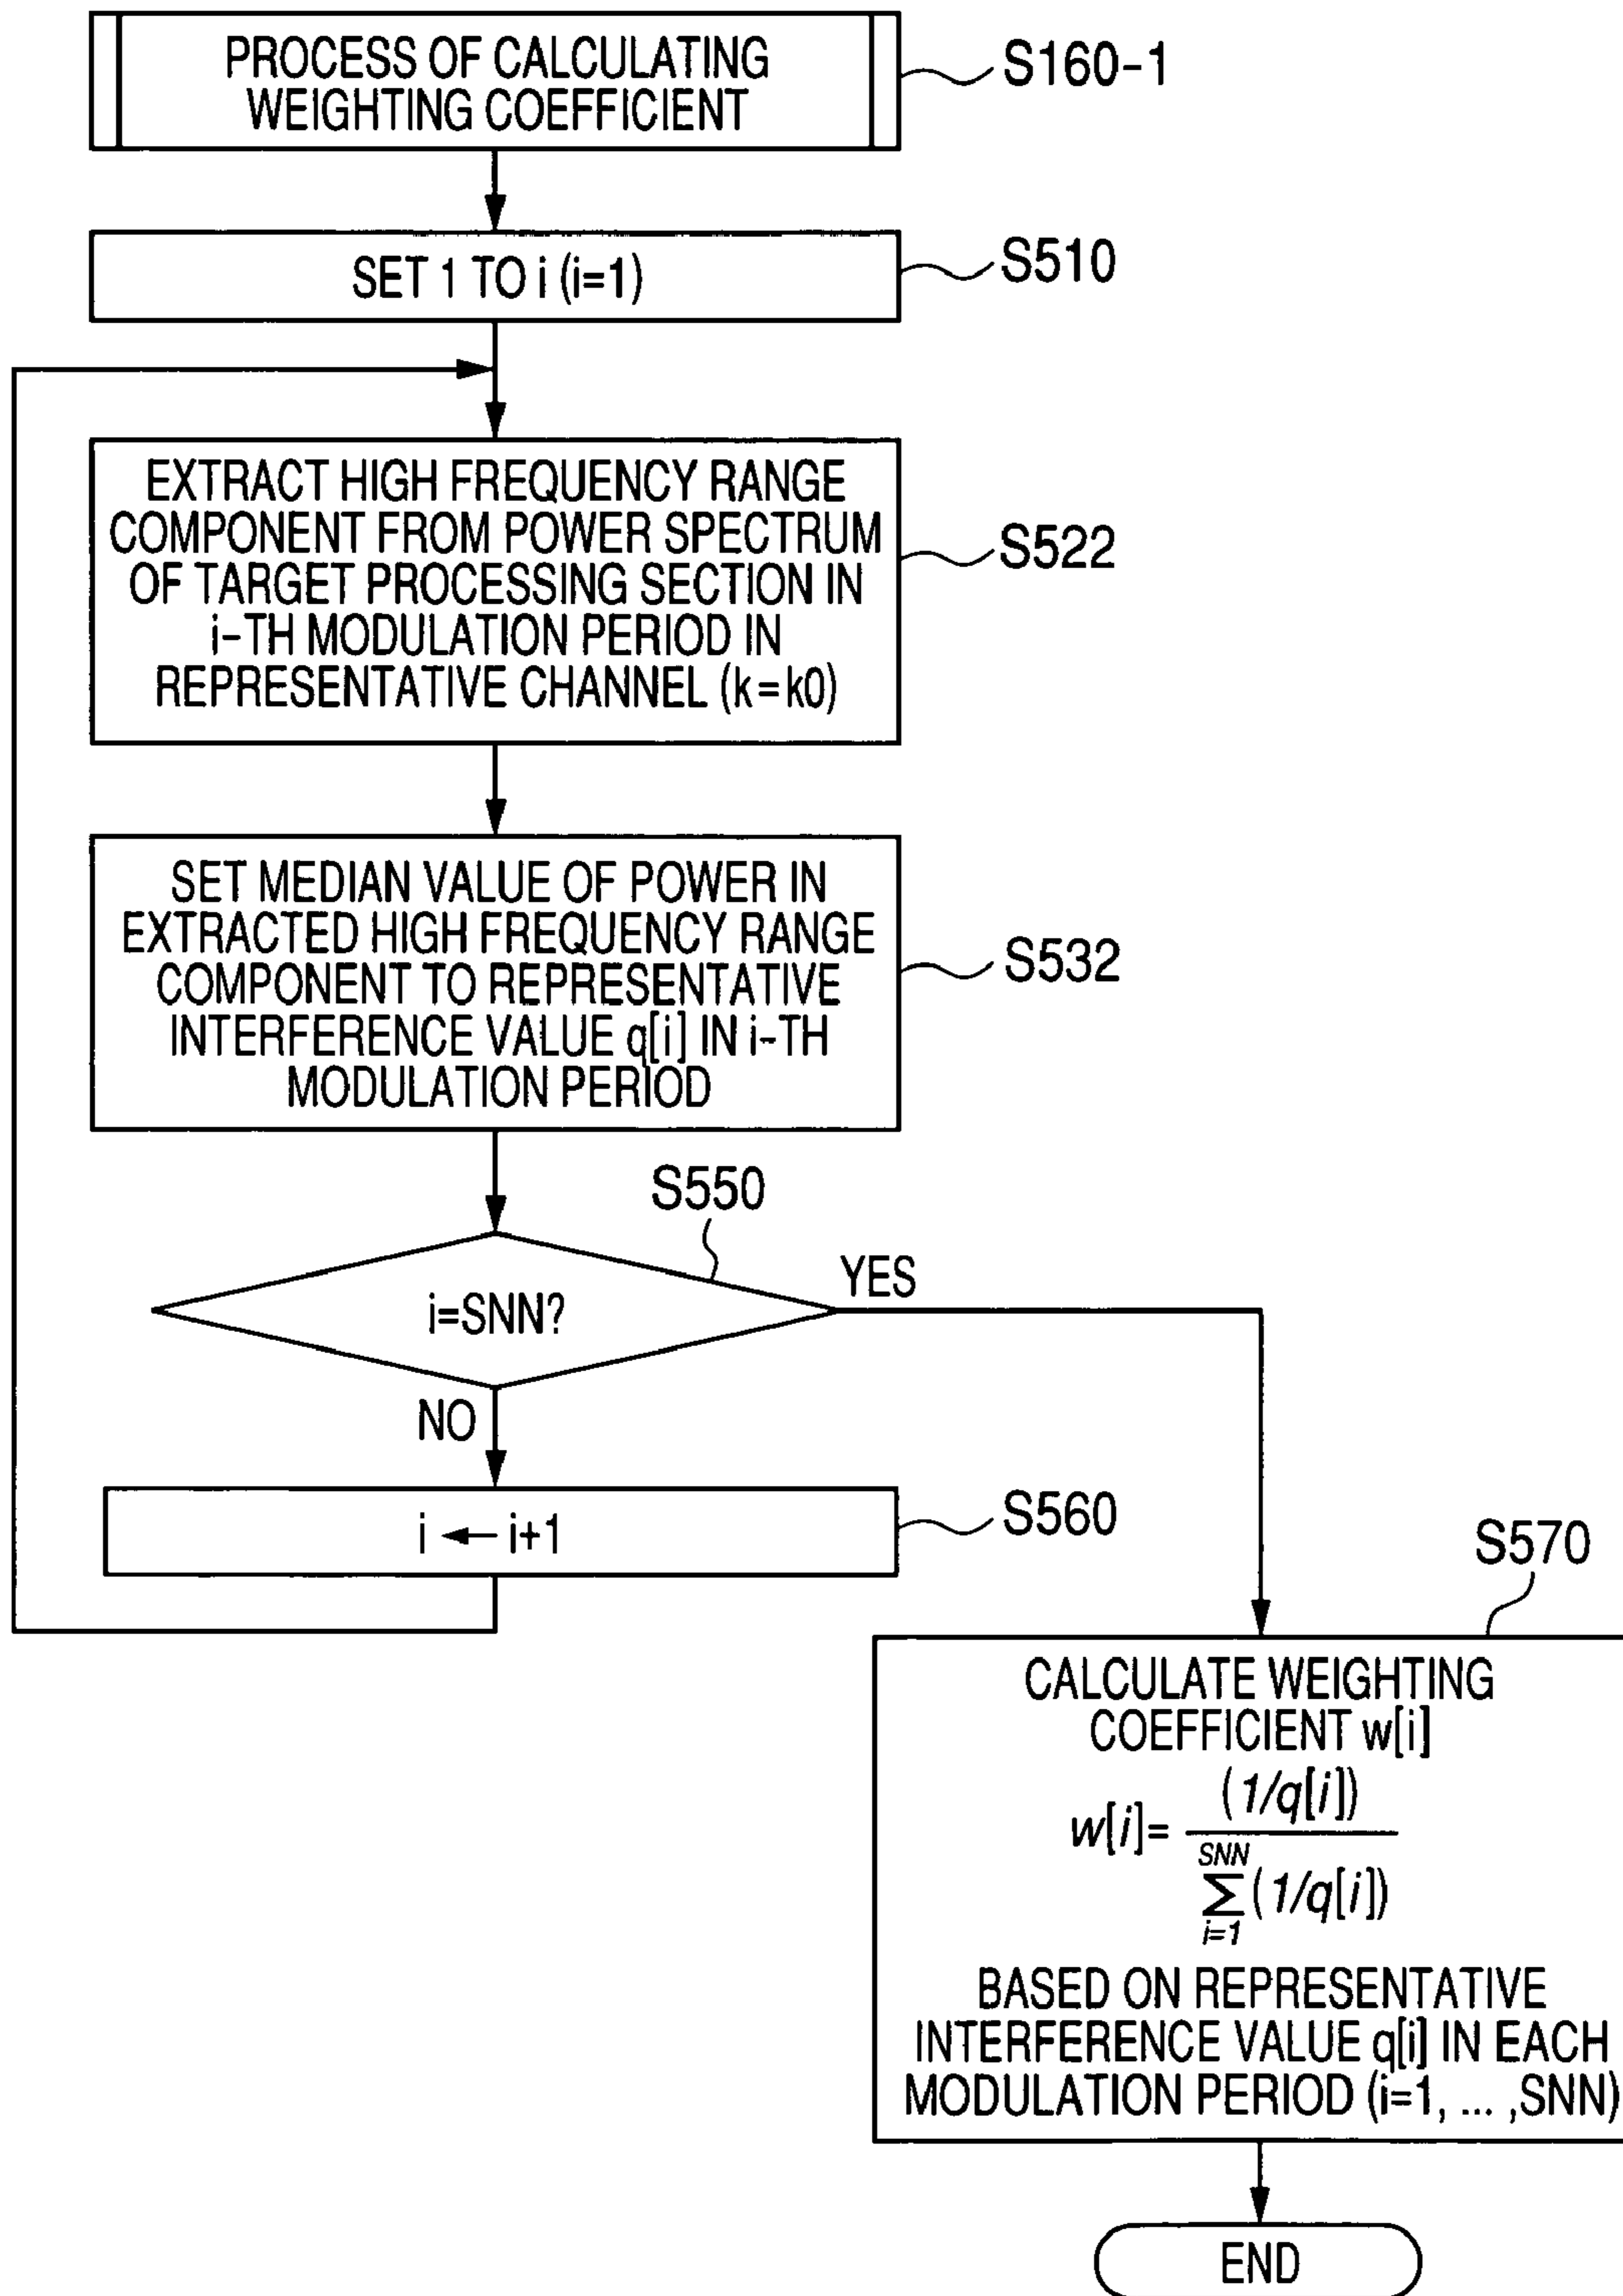 PROCESS OF CALCULATING
WEIGHTING COEFFICIENT
S160-1
SET 1 TO i (i=1)
S510
EXTRACT HIGH FREQUENCY RANGE
COMPONENT FROM POWER SPECTRUM
OF TARGET PROCESSING SECTION IN
i-TH MODULATION PERIOD IN
REPRESENTATIVE CHANNEL (k=k0)
S522
SET MEDIAN VALUE OF POWER IN
EXTRACTED HIGH FREQUENCY RANGE
COMPONENT TO REPRESENTATIVE
INTERFERENCE VALUE q[i] IN i-TH
MODULATION PERIOD
S532
S550
i=SNN?
YES
NO
i ← i+1
S560
S570
CALCULATE WEIGHTING
COEFFICIENT w[i]
(1/q[i])
w[i]=
SNN
∑(1/q[i])
i=1
BASED ON REPRESENTATIVE
INTERFERENCE VALUE q[i] IN EACH
MODULATION PERIOD (i=1, ... ,SNN)
END